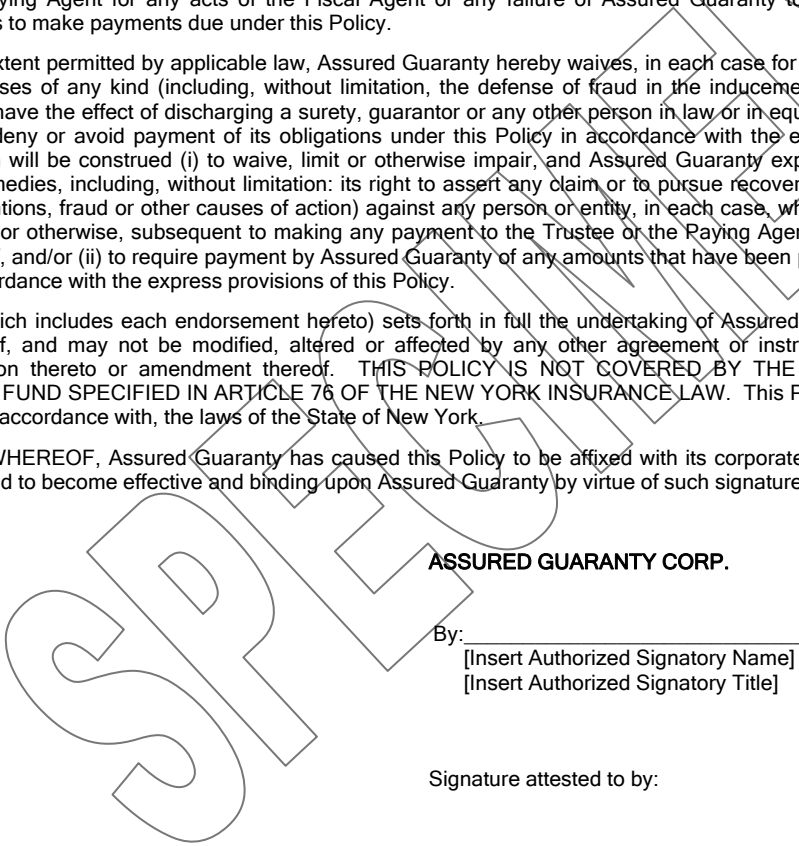 ying Agent for any acts of the Fiscal Agent or any failure of Assured Guaranty to
s to make payments due under this Policy.
xtent permitted by applicable law, Assured Guaranty hereby waives, in each case for
ses of any kind (including, without limitation, the defense of fraud in the induceme
have the effect of discharging a surety, guarantor or any other person in law or in equ
deny or avoid payment of its obligations under this Policy in accordance with the e
will be construed (i) to waive, limit or otherwise impair, and Assured Guaranty exp
medies, including, without limitation: its right to assert any claim or to pursue recover
tions, fraud or other causes of action) against any person or entity, in each case, wh
or otherwise, subsequent to making any payment to the Trustee or the Paying Agen
, and/or (ii) to require payment by Assured Guaranty of any amounts that have been p
rdance with the express provisions of this Policy.
ich includes each endorsement hereto) sets forth in full the undertaking of Assured
f, and may not be modified, altered or affected by any other agreement or instr
on thereto or amendment thereof. THIS POLICY IS NOT COVERED BY THE
FUND SPECIFIED IN ARTICLE 76 OF THE NEW YORK INSURANCE LAW. This P
accordance with, the laws of the State of New York.
WHEREOF, Assured Guaranty has caused this Policy to be affixed with its corporate
d to become effective and binding upon Assured Guaranty by virtue of such signature
ASSURED GUARANTY CORP.
By:
[Insert Authorized Signatory Name]
[Insert Authorized Signatory Title]
Signature attested to by:
SPECIME